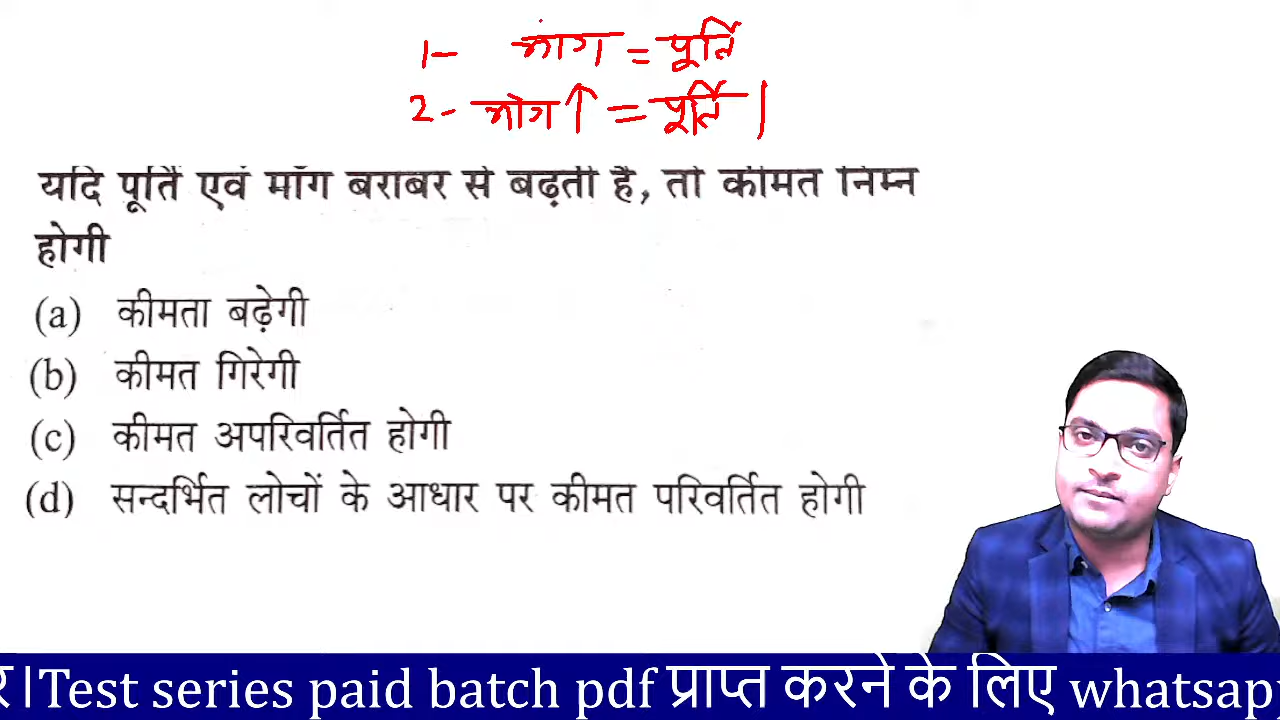 1- मांग = पूर्ति
2- मांग ↑ = पूर्ति |
यदि पूर्ति एवं माँग बराबर से बढ़ती है, तो कीमत निम्न
होगी
(a) कीमता बढ़ेगी
(b) कीमत गिरेगी
(c) कीमत अपरिवर्तित होगी
(d) सन्दर्भित लोचों के आधार पर कीमत परिवर्तित होगी
र।Test series paid batch pdf प्राप्त करने के लिए whatsapp